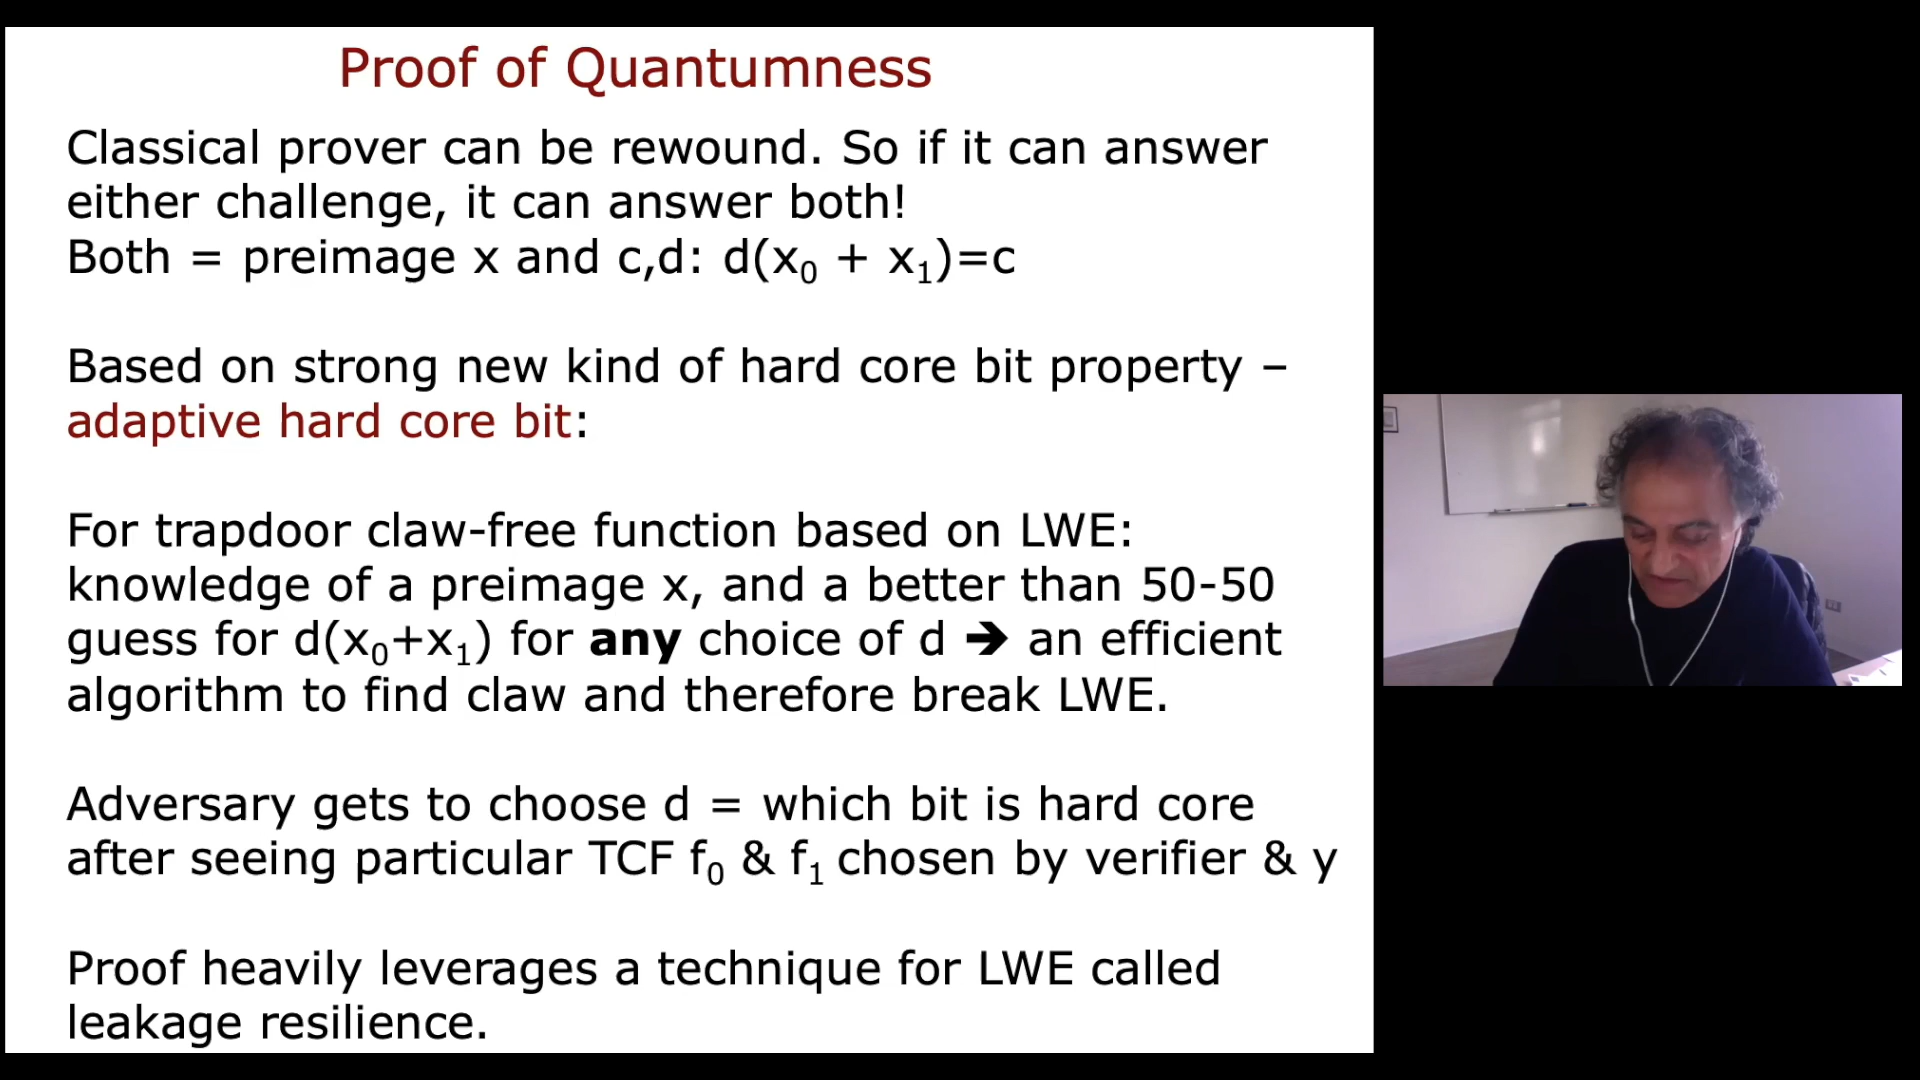 Proof of Quantumness
Classical prover can be rewound. So if it can answer
either challenge, it can answer both!
Both = preimage x and c,d: d(x₀ + x₁)=c
Based on strong new kind of hard core bit property –
adaptive hard core bit:
For trapdoor claw-free function based on LWE:
knowledge of a preimage x, and a better than 50-50
guess for d(x₀+x₁) for any choice of d ➔ an efficient
algorithm to find claw and therefore break LWE.
Adversary gets to choose d = which bit is hard core
after seeing particular TCF f₀ & f₁ chosen by verifier & y
Proof heavily leverages a technique for LWE called
leakage resilience.